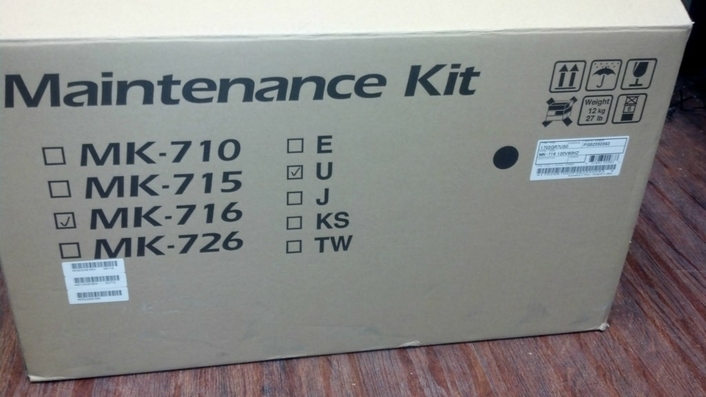 Maintenance Kit
MK-710
MK-715
MK-716
MK-726
E
U
J
KS
TW
Weight
12 kg
27 lb